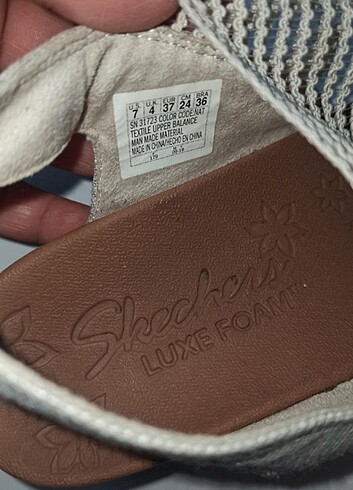 U.S. U.K. EUR CM BRA
7 4 37 24 36
SN 31723 COLOR CODE:NAT
TEXTILE UPPER BALANCE
MAN MADE MATERIAL
MADE IN CHINA/HECHO EN CHINA
Skechers
LUXE FOAM